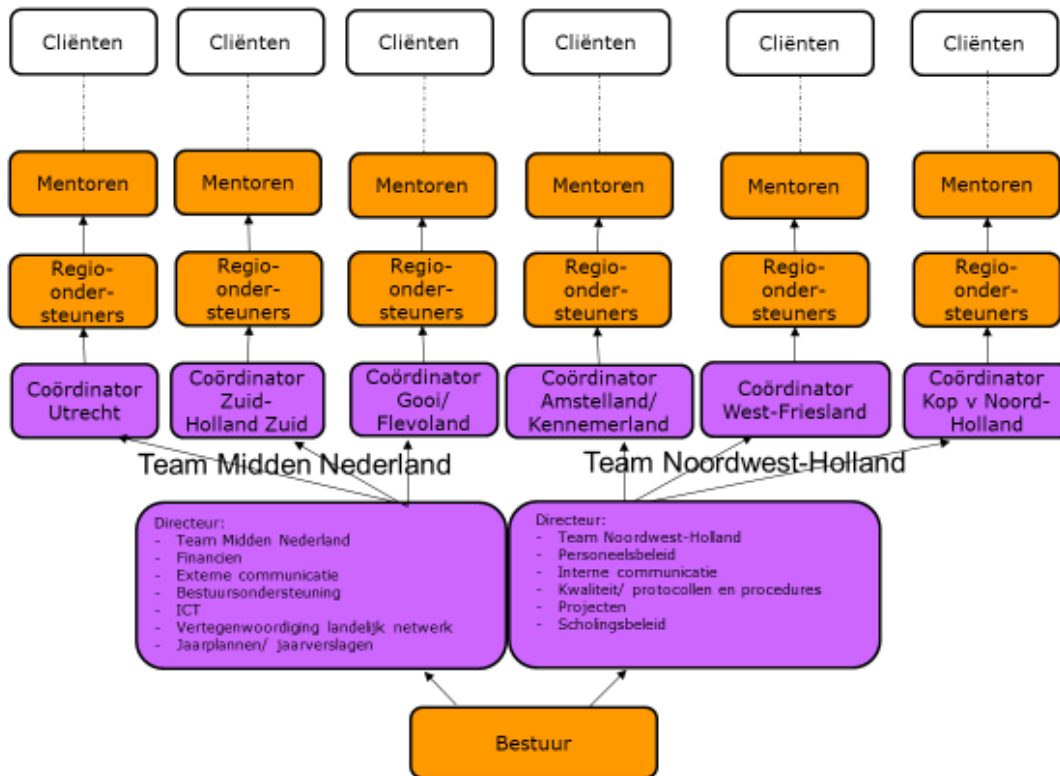 Cliënten
Cliënten
Cliënten
Cliënten
Cliënten
Cliënten
Mentoren
Mentoren
Mentoren
Mentoren
Mentoren
Mentoren
Regio-
onder-
steuners
Regio-
onder-
steuners
Regio-
onder-
steuners
Regio-
onder-
steuners
Regio-
onder-
steuners
Regio-
onder-
steuners
Coördinator
Utrecht
Coördinator
Zuid-
Holland Zuid
Coördinator
Gooi/
Flevoland
Coördinator
Amstelland/
Kennemerland
Coördinator
West-Friesland
Coördinator
Kop v Noord-
Holland
Team Midden Nederland
Team Noordwest-Holland
Directeur:
- Team Midden Nederland
- Financien
- Externe communicatie
- Bestuursondersteuning
- ICT
- Vertegenwoordiging landelijk netwerk
- Jaarplannen/ jaarverslagen
Directeur:
- Team Noordwest-Holland
- Personeelsbeleid
- Interne communicatie
- Kwaliteit/ protocollen en procedures
- Projecten
- Scholingsbeleid
Bestuur